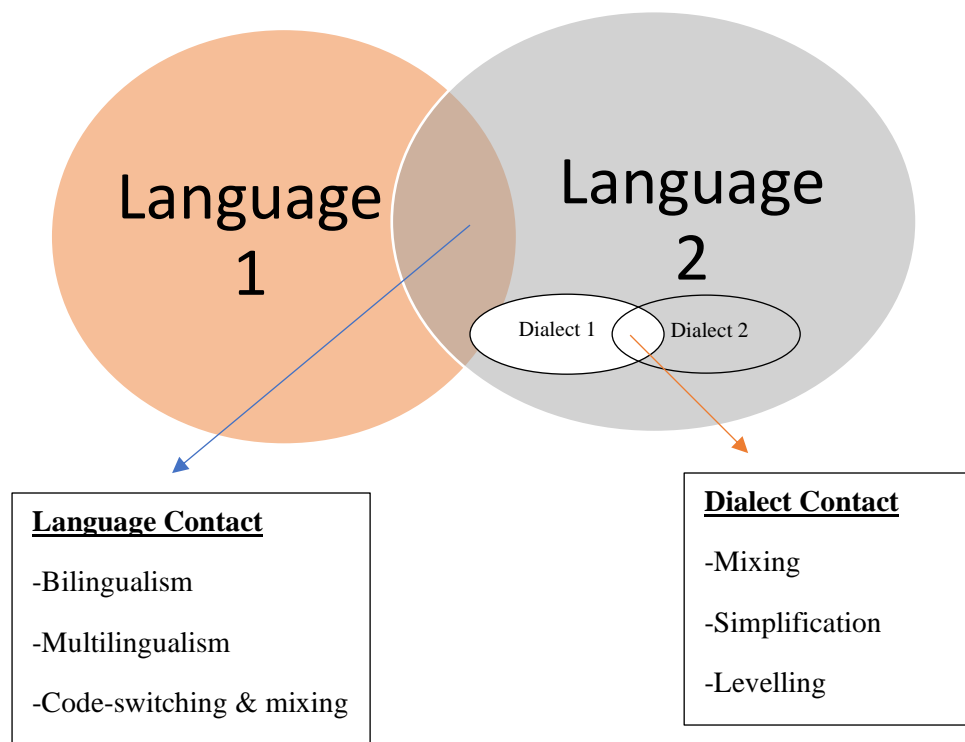 Language
1
Language
2
Dialect 1
Dialect 2
Language Contact
-Bilingualism
-Multilingualism
-Code-switching & mixing
Dialect Contact
-Mixing
-Simplification
-Levelling